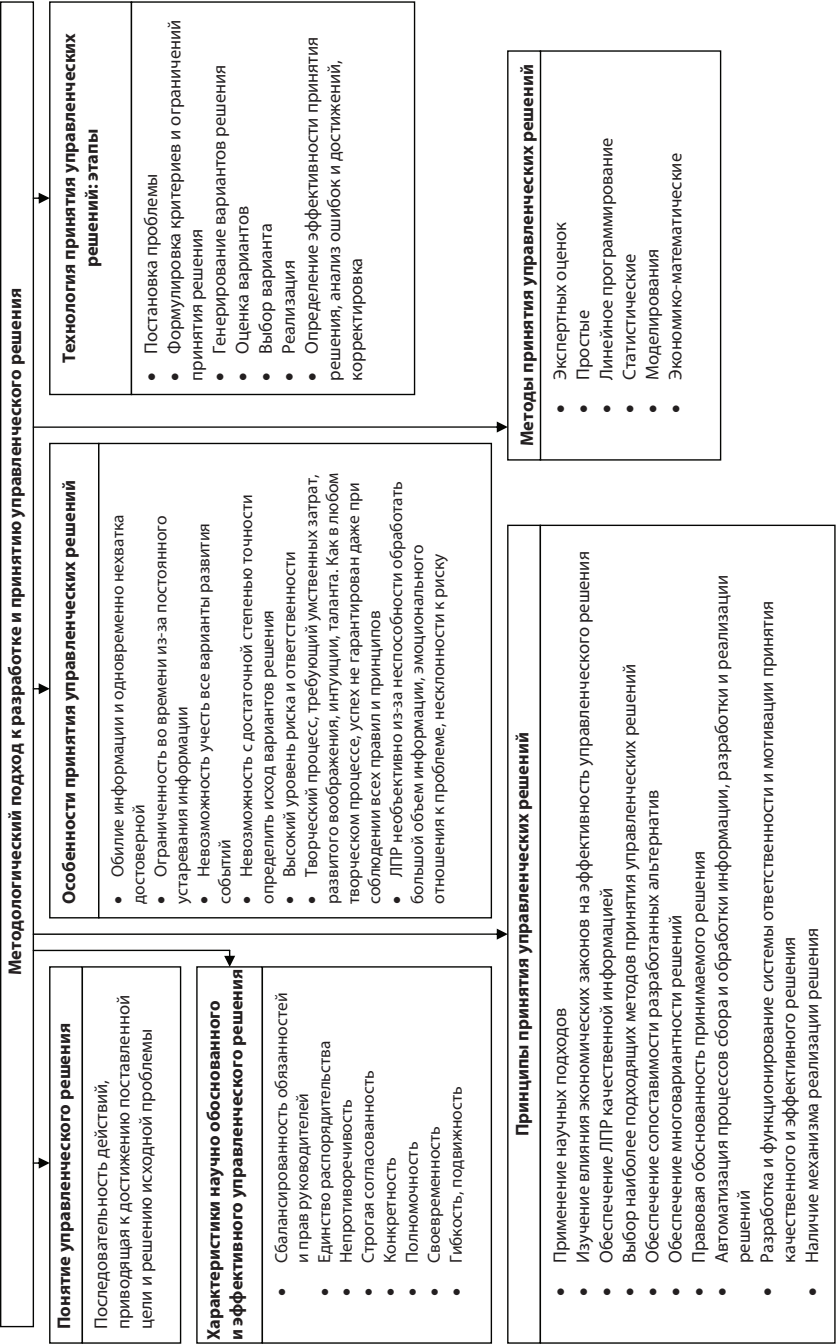 Методологический подход к разработке и принятию управленческого решения
Понятие управленческого решения
Последовательность действий,
приводящая к достижению поставленной
цели и решению исходной проблемы
Характеристики научно обоснованного
и эффективного управленческого решения
• Сбалансированность обязанностей
и прав руководителей
• Единство распорядительства
• Непротиворечивость
• Строгая согласованность
• Конкретность
• Полномочность
• Своевременность
• Гибкость, подвижность
Особенности принятия управленческих решений
• Обилие информации и одновременно нехватка
достоверной
• Ограниченность во времени из-за постоянного
устаревания информации
• Невозможность учесть все варианты развития
событий
• Невозможность с достаточной степенью точности
определить исход вариантов решения
• Высокий уровень риска и ответственности
• Творческий процесс, требующий умственных затрат,
развитого воображения, интуиции, таланта. Как в любом
творческом процессе, успех не гарантирован даже при
соблюдении всех правил и принципов
• ЛПР необъективно из-за неспособности обработать
большой объем информации, эмоционального
отношения к проблеме, несклонности к риску
Технология принятия управленческих
решений: этапы
• Постановка проблемы
• Формулировка критериев и ограничений
принятия решения
• Генерирование вариантов решения
• Оценка вариантов
• Выбор варианта
• Реализация
• Определение эффективности принятия
решения, анализ ошибок и достижений,
корректировка
Принципы принятия управленческих решений
• Применение научных подходов
• Изучение влияния экономических законов на эффективность управленческого решения
• Обеспечение ЛПР качественной информацией
• Выбор наиболее подходящих методов принятия управленческих решений
• Обеспечение сопоставимости разработанных альтернатив
• Обеспечение многовариантности решений
• Правовая обоснованность принимаемого решения
• Автоматизация процессов сбора и обработки информации, разработки и реализации
решений
• Разработка и функционирование системы ответственности и мотивации принятия
качественного и эффективного решения
• Наличие механизма реализации решения
Методы принятия управленческих решений
• Экспертных оценок
• Простые
• Линейное программирование
• Статистические
• Моделирования
• Экономико-математические